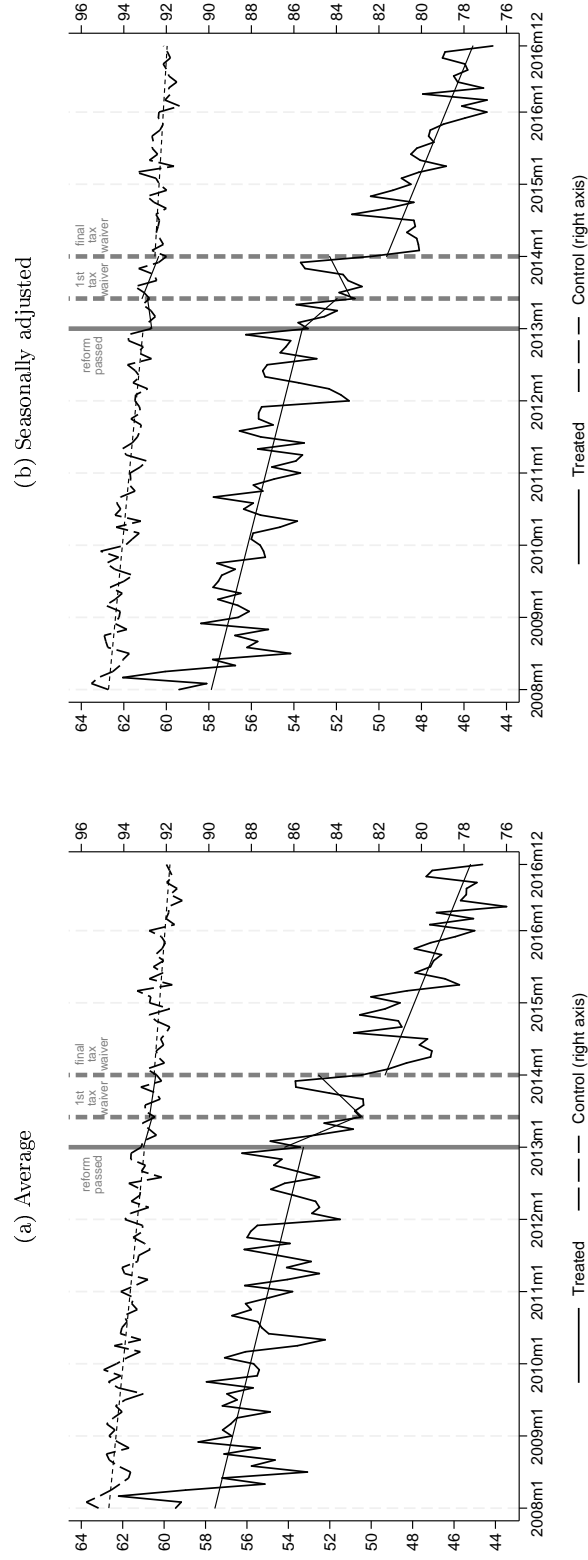 (a) Average
64
62
60
58
56
54
52
50
48
46
44
96
94
92
90
88
86
84
82
80
78
76
reform
passed
1st
tax
waiver
final
tax
waiver
2008m1
2009m1
2010m1
2011m1
2012m1
2013m1
2014m1
2015m1
2016m1
2016m12
Treated
Control (right axis)
(b) Seasonally adjusted
64
62
60
58
56
54
52
50
48
46
44
96
94
92
90
88
86
84
82
80
78
76
reform
passed
1st
tax
waiver
final
tax
waiver
2008m1
2009m1
2010m1
2011m1
2012m1
2013m1
2014m1
2015m1
2016m1
2016m12
Treated
Control (right axis)